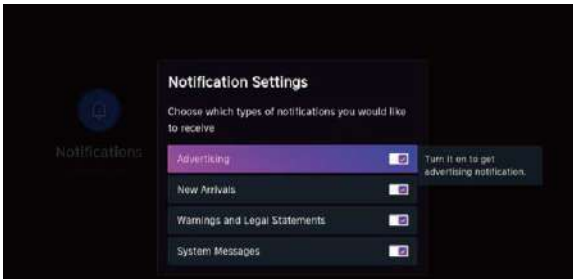 Notification Settings
Choose which types of notifications you would like
to receive
Notifications
Advertising
Turn it on to get
advertising notification.
New Arrivals
Warnings and Legal Statements
System Messages